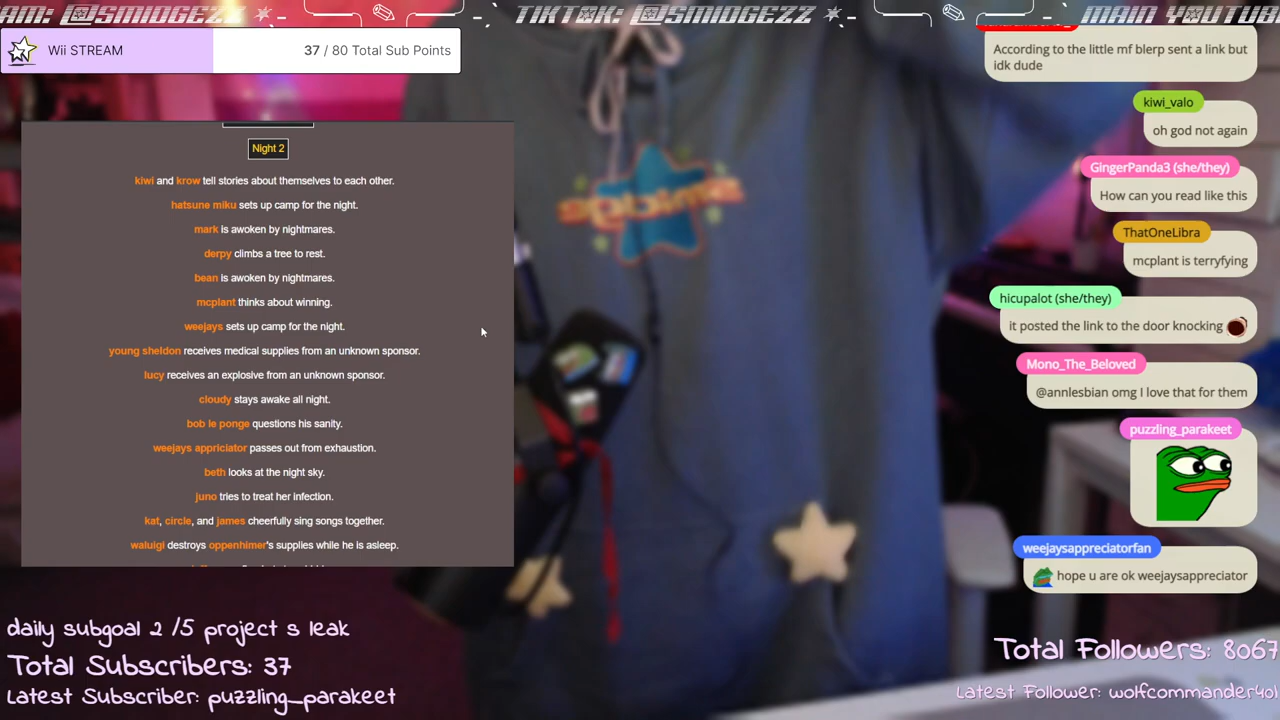 AM: @SMIDGEZZ
TIKTOK: @SMIDGEZZ
MAIN YOUTUB
Wii STREAM
37 / 80 Total Sub Points
Night 2
kiwi and krow tell stories about themselves to each other.
hatsune miku sets up camp for the night.
mark is awoken by nightmares.
derpy climbs a tree to rest.
bean is awoken by nightmares.
mcplant thinks about winning.
weejays sets up camp for the night.
young sheldon receives medical supplies from an unknown sponsor.
lucy receives an explosive from an unknown sponsor.
cloudy stays awake all night.
bob le ponge questions his sanity.
weejays appriciator passes out from exhaustion.
beth looks at the night sky.
juno tries to treat her infection.
kat, circle, and james cheerfully sing songs together.
waluigi destroys oppenhimer's supplies while he is asleep.
According to the little mf blerp sent a link but
idk dude
kiwi_valo
oh god not again
GingerPanda3 (she/they)
How can you read like this
ThatOneLibra
mcplant is terryfying
hicupalot (she/they)
it posted the link to the door knocking
Mono_The_Beloved
@annlesbian omg I love that for them
puzzling_parakeet
weejaysappreciatorfan
hope u are ok weejaysappreciator
daily subgoal 2 /5 project s leak
Total Subscribers: 37
Latest Subscriber: puzzling_parakeet
Total Followers: 8067
Latest Follower: wolfcommander401